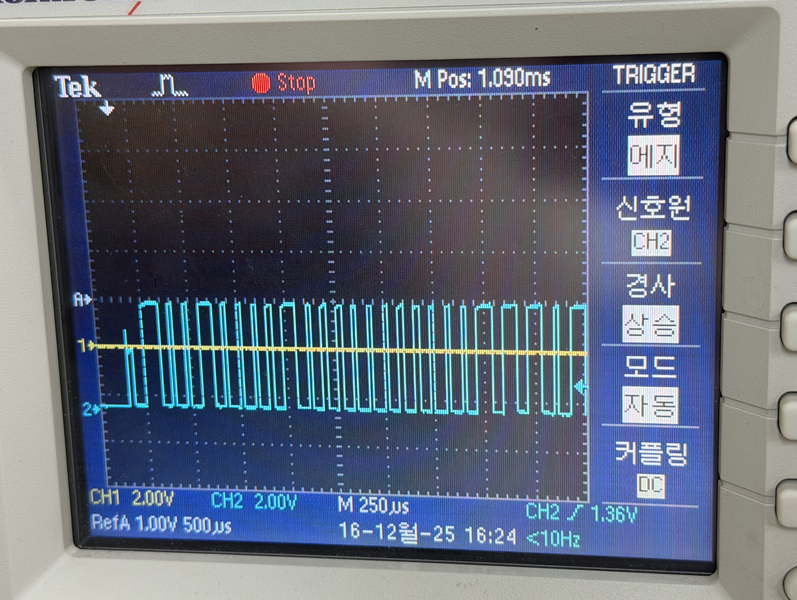 Tek
Stop
M Pos: 1.090ms
TRIGGER
유형
에지
신호원
CH2
경사
상승
모드
자동
커플링
DC
A
1
2
CH1 2.00V
CH2 2.00V
M 250µs
CH2 1.36V
RefA 1.00V 500µs
16-12월-25 16:24
<10Hz